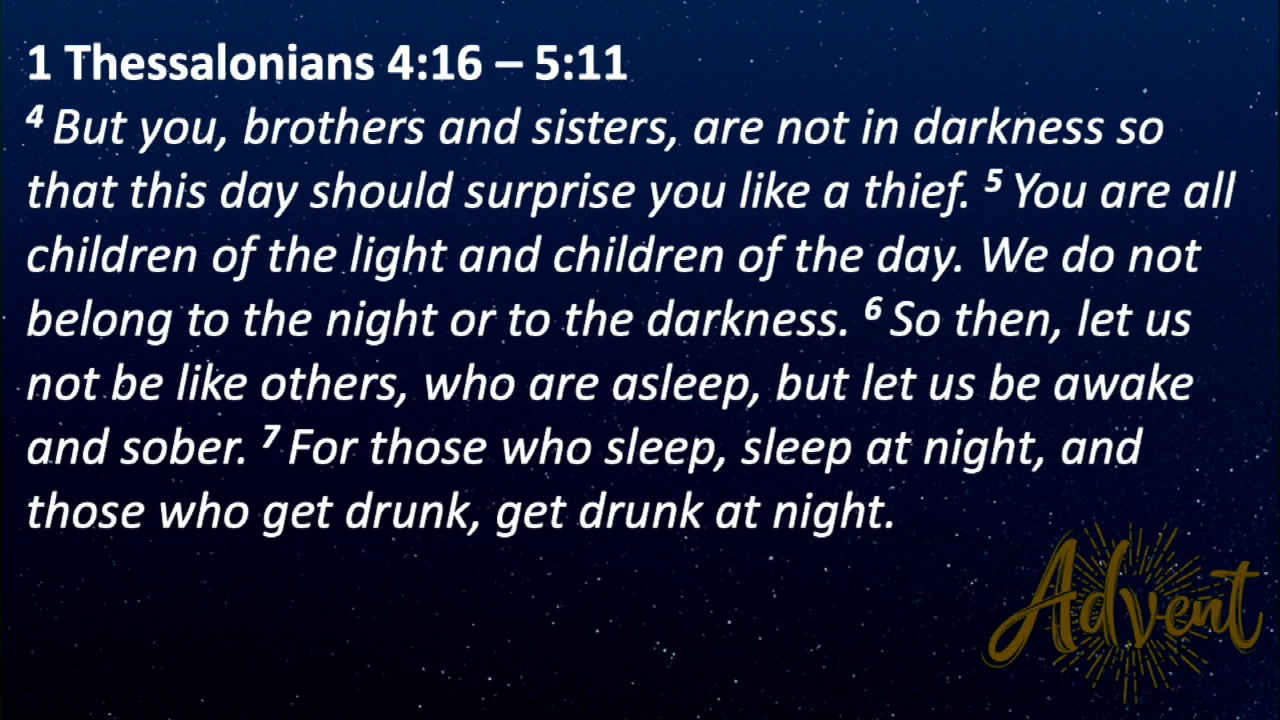 1 Thessalonians 4:16 – 5:11
4 But you, brothers and sisters, are not in darkness so
that this day should surprise you like a thief. 5 You are all
children of the light and children of the day. We do not
belong to the night or to the darkness. 6 So then, let us
not be like others, who are asleep, but let us be awake
and sober. 7 For those who sleep, sleep at night, and
those who get drunk, get drunk at night.
Advent